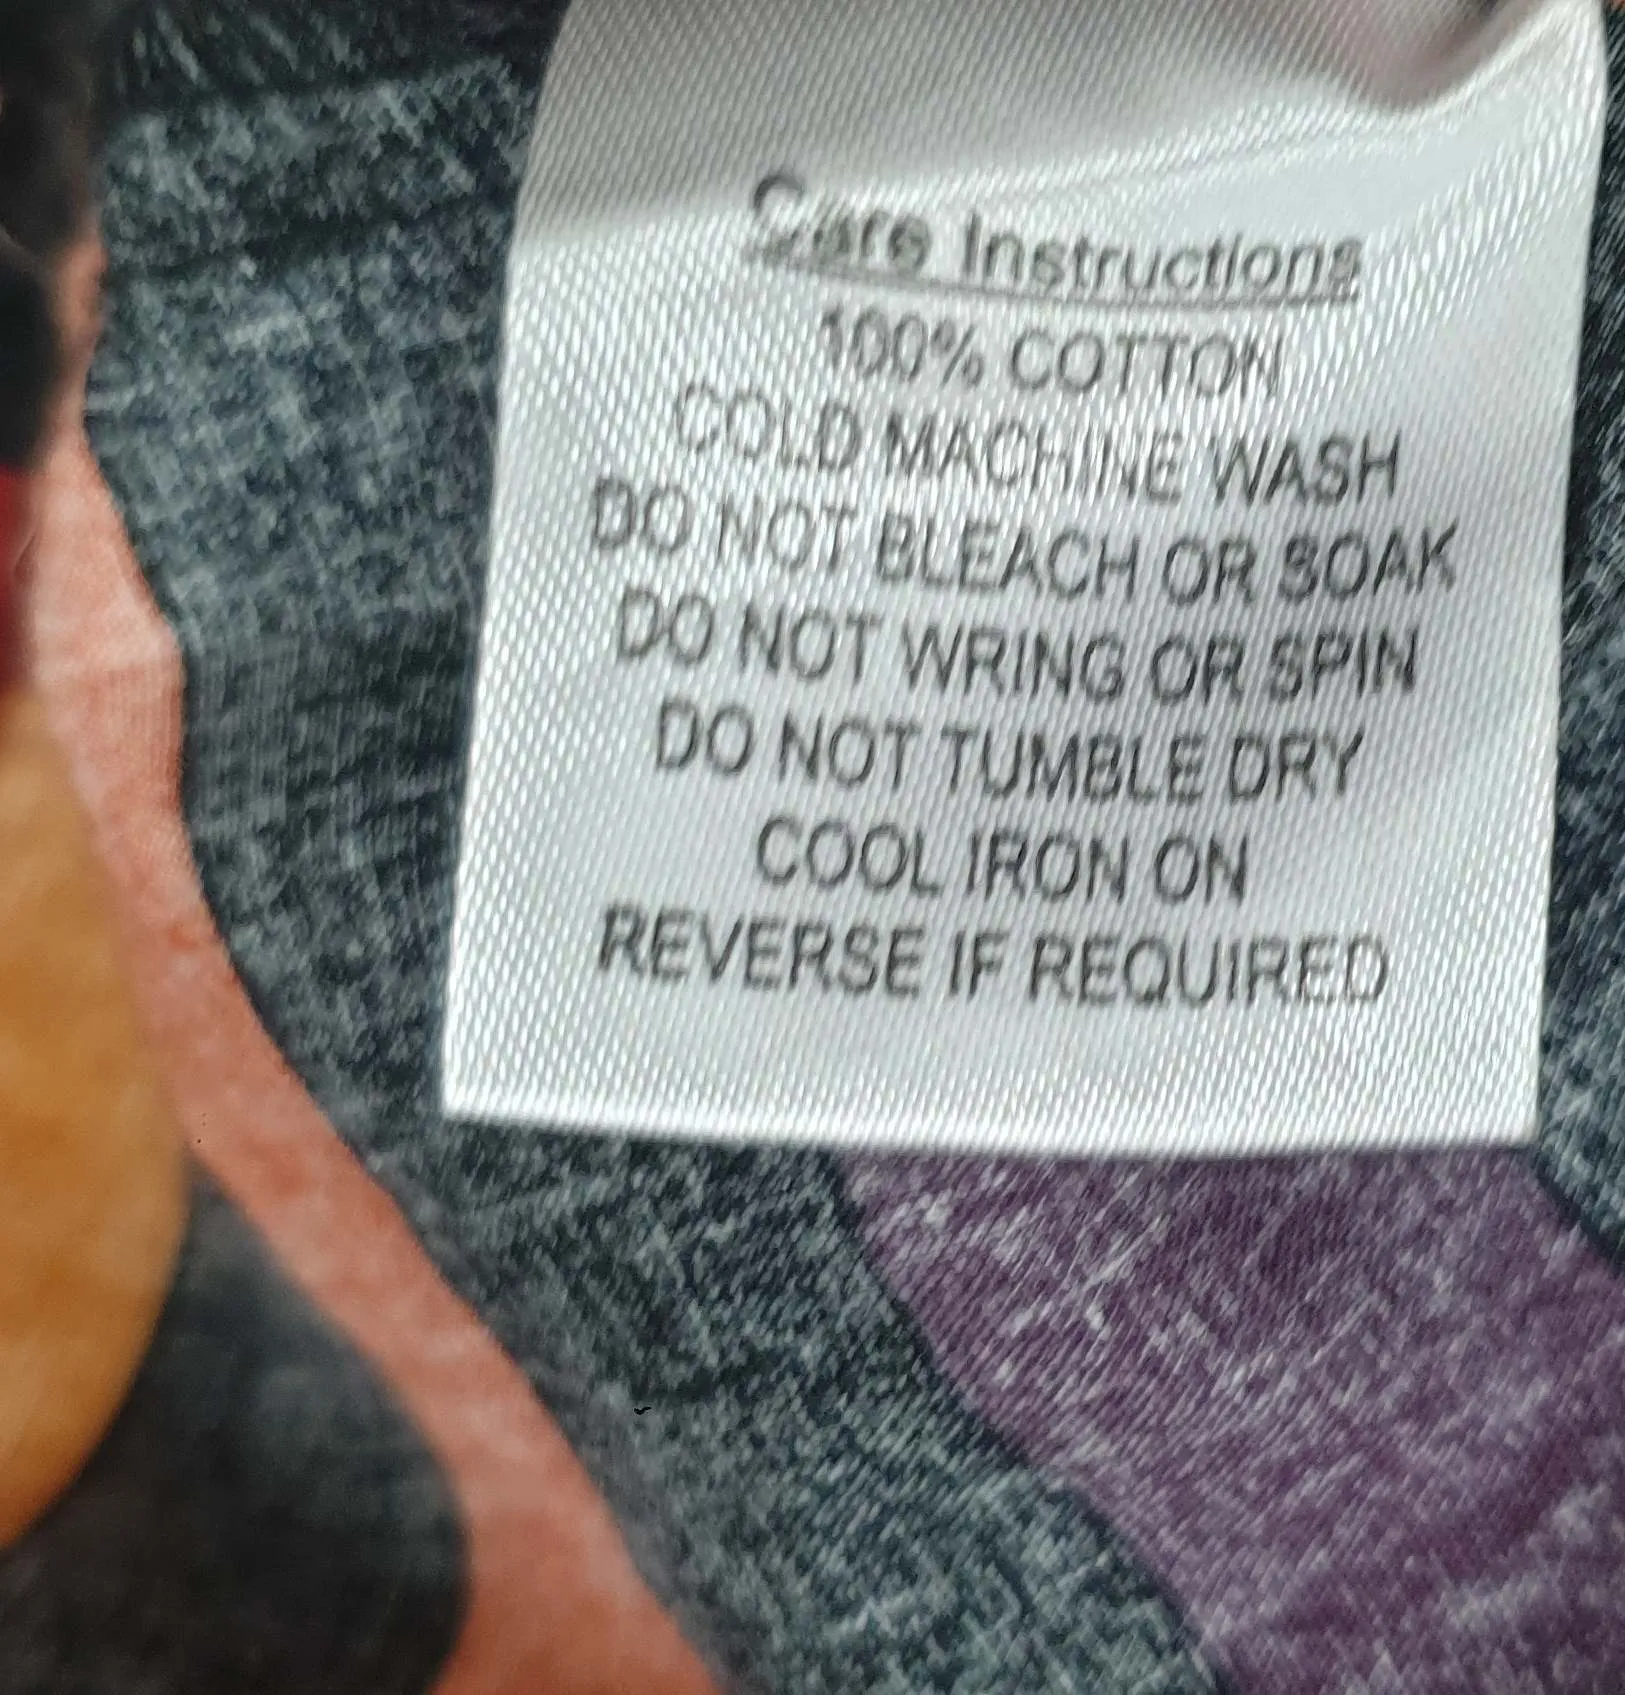 Care Instructions
100% COTTON
COLD MACHINE WASH
DO NOT BLEACH OR SOAK
DO NOT WRING OR SPIN
DO NOT TUMBLE DRY
COOL IRON ON
REVERSE IF REQUIRED